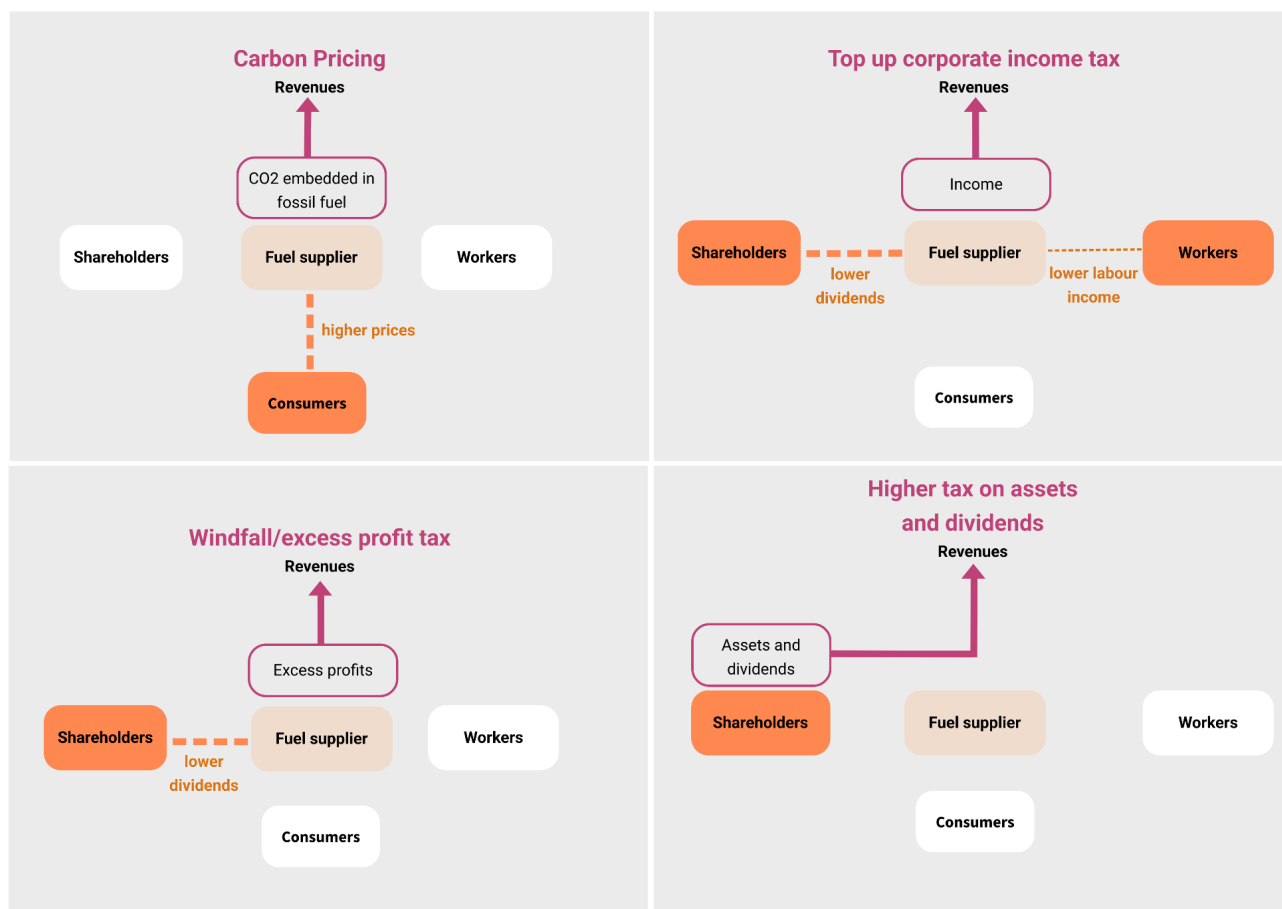 Carbon Pricing
Revenues
CO2 embedded in
fossil fuel
Shareholders
Fuel supplier
Workers
higher prices
Consumers
Top up corporate income tax
Revenues
Income
Shareholders
lower
dividends
Fuel supplier
lower labour
income
Workers
Consumers
Windfall/excess profit tax
Revenues
Excess profits
Shareholders
lower
dividends
Fuel supplier
Workers
Consumers
Higher tax on assets
and dividends
Revenues
Assets and
dividends
Shareholders
Fuel supplier
Workers
Consumers